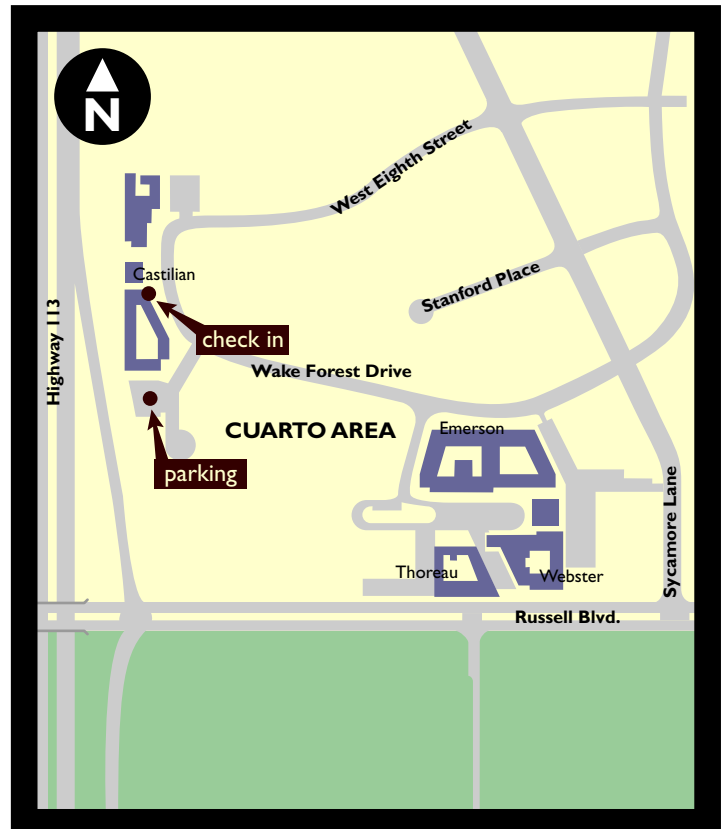 N
West Eighth Street
Castilian
Stanford Place
check in
Highway 113
Wake Forest Drive
CUARTO AREA
Emerson
parking
Sycamore Lane
Thoreau
Webster
Russell Blvd.